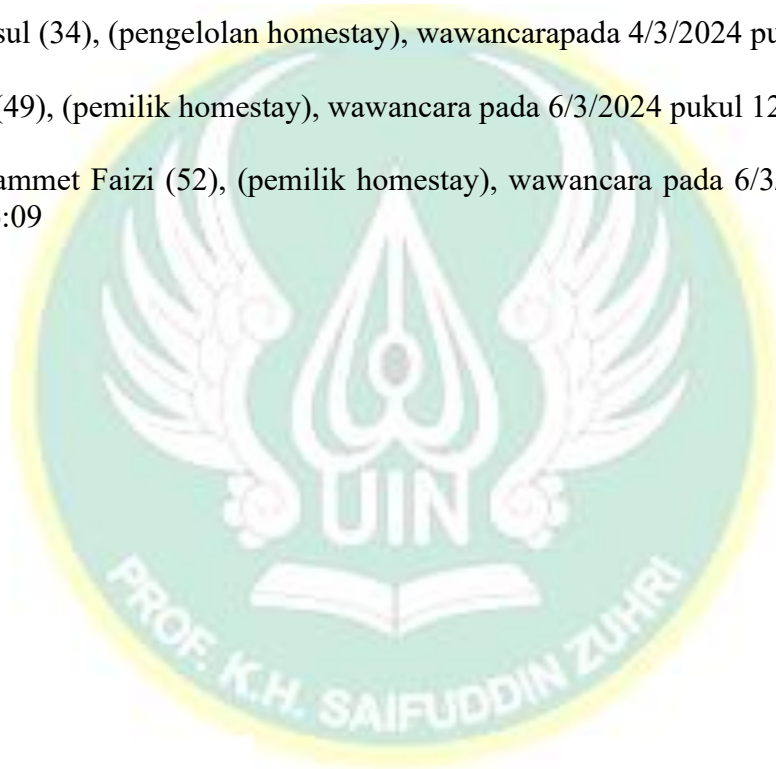 sul (34), (pengelolan homestay), wawancarapada 4/3/2024 pu
(49), (pemilik homestay), wawancara pada 6/3/2024 pukul 12
ammet Faizi (52), (pemilik homestay), wawancara pada 6/3
:09
UIN
PROF. K.H. SAIFUDDIN ZUHRI